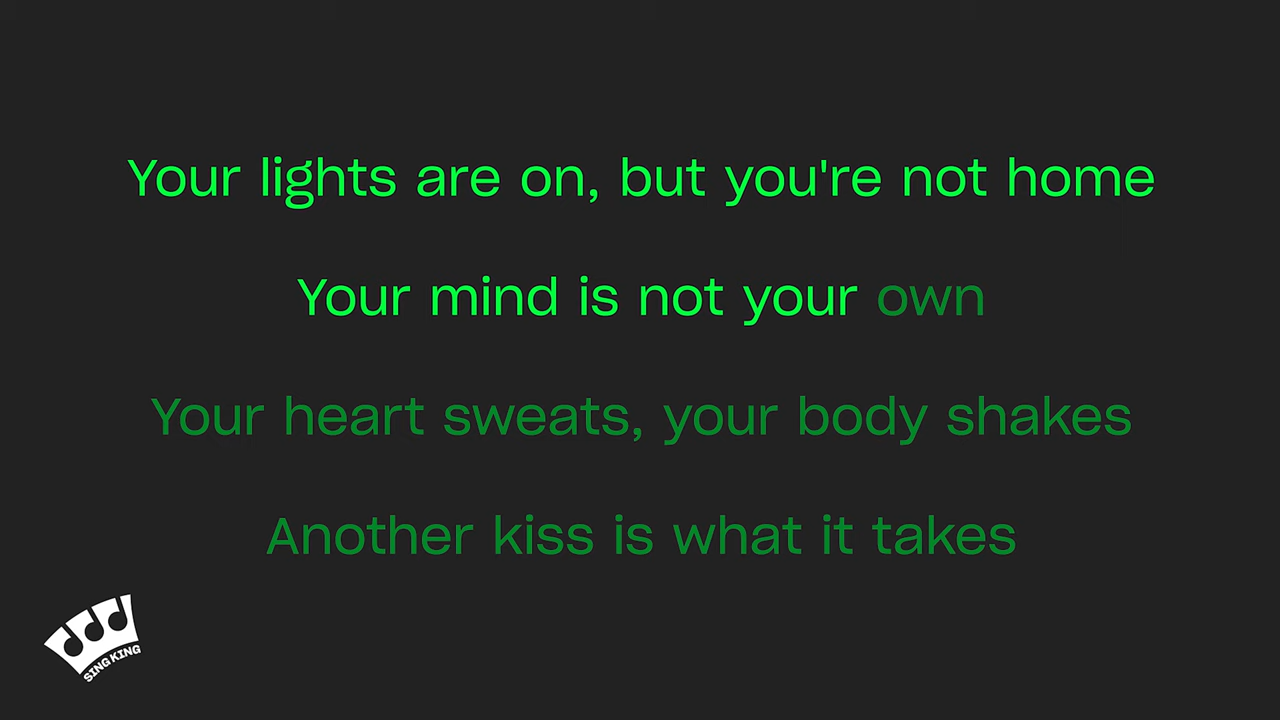 Your lights are on, but you're not home
Your mind is not your own
Your heart sweats, your body shakes
Another kiss is what it takes
SING KING